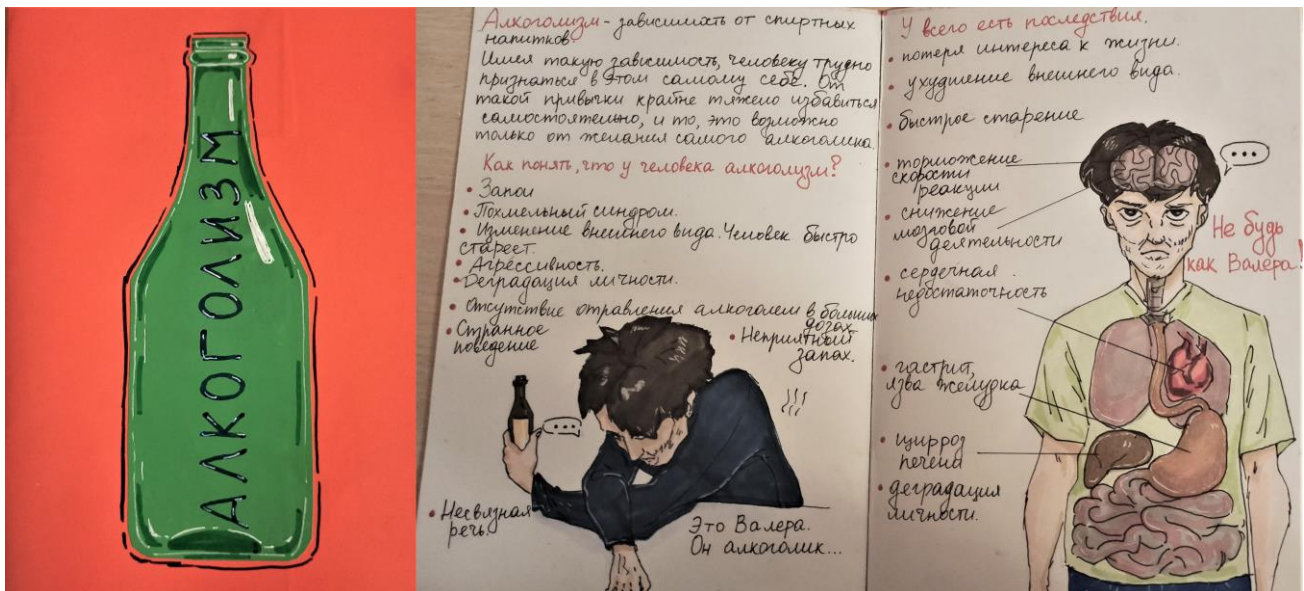 АЛКОГОЛИЗМ
Алкоголизм - зависимость от спиртных
напитков
Имея такую зависимость, человеку трудно
признаться в этом самому себе. От
такой привычки крайне тяжело избавиться
самостоятельно, и то, это возможно
только от желания самого алкоголика.
Как понять, что у человека алкоголизм?
• Запои
• Похмельный синдром.
• Изменение внешнего вида. Человек быстро
стареет.
• Агрессивность.
• Деградация личности.
• Отсутствие отравления алкоголем в больших
дозах
• Странное
поведение
• Неприятный
запах.
...
• Несвязная
речь.
Это Валера.
Он алкоголик...
У всего есть последствия.
• потеря интереса к жизни.
• ухудшение внешнего вида.
• быстрое старение
• торможение
скорости
реакции
• снижение
мозговой
деятельности
• сердечная
недостаточность
• гастрит,
язва желудка
• цирроз
печени
• деградация
личности.
...
Не будь
как Валера!